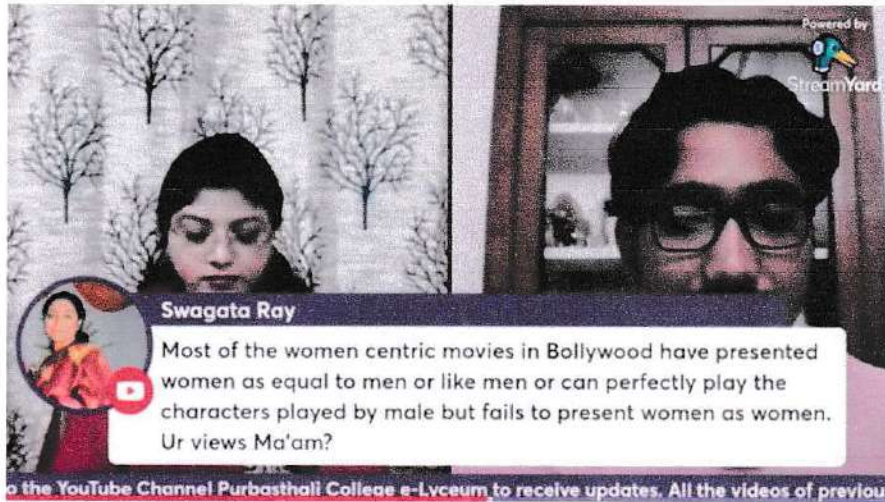 Powered by
StreamYard
Swagata Ray
Most of the women centric movies in Bollywood have presented
women as equal to men or like men or can perfectly play the
characters played by male but fails to present women as women.
Ur views Ma'am?
o the YouTube Channel Purbasthali College e-Lyceum to receive updates. All the videos of previou